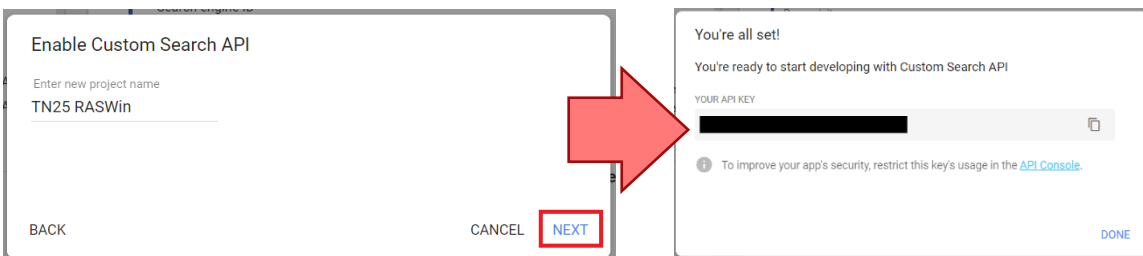 Enable Custom Search API
Enter new project name
TN25 RASWin
BACK
CANCEL
NEXT
You're all set!
You're ready to start developing with Custom Search API
YOUR API KEY
To improve your app's security, restrict this key's usage in the API Console.
DONE